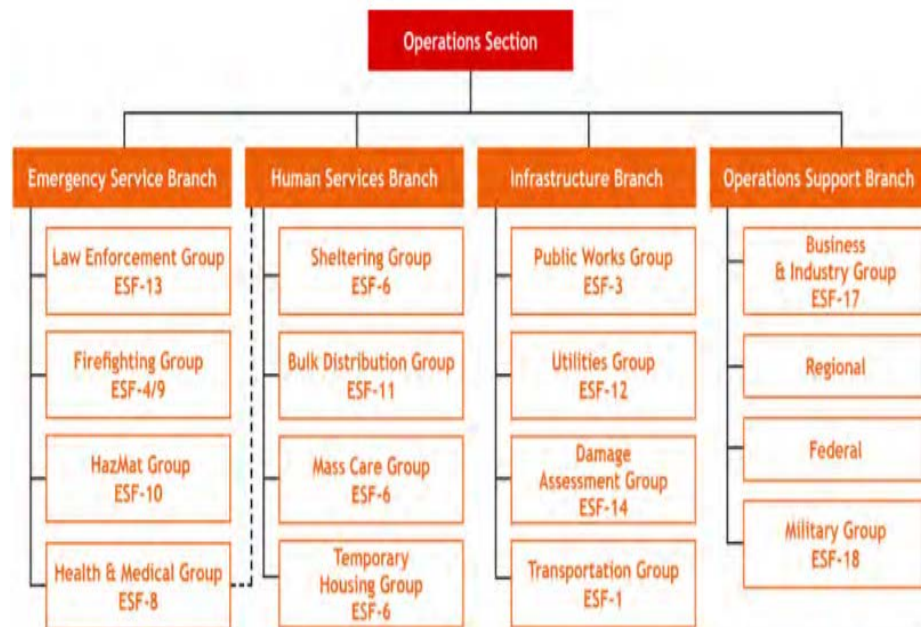 Operations Section
Emergency Service Branch
Law Enforcement Group
ESF-13
Firefighting Group
ESF-4/9
HazMat Group
ESF-10
Health & Medical Group
ESF-8
Human Services Branch
Sheltering Group
ESF-6
Bulk Distribution Group
ESF-11
Mass Care Group
ESF-6
Temporary
Housing Group
ESF-6
Infrastructure Branch
Public Works Group
ESF-3
Utilities Group
ESF-12
Damage
Assessment Group
ESF-14
Transportation Group
ESF-1
Operations Support Branch
Business
& Industry Group
ESF-17
Regional
Federal
Military Group
ESF-18